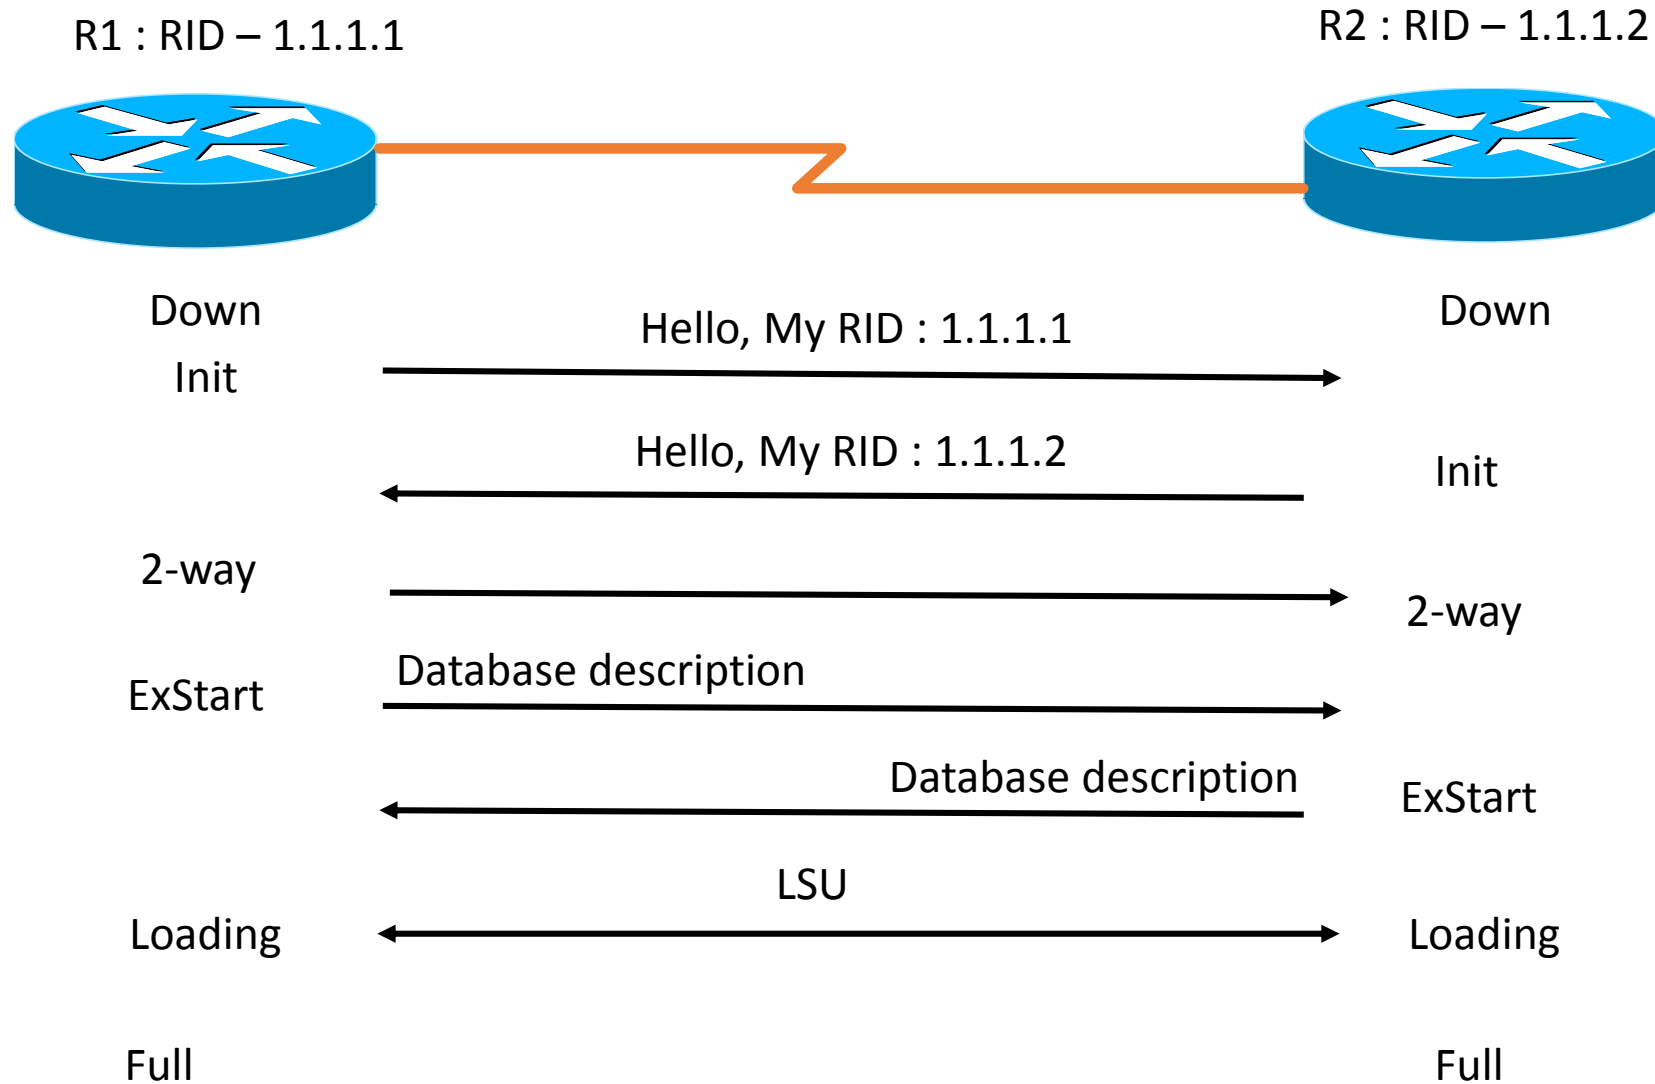 R1 : RID – 1.1.1.1
R2 : RID – 1.1.1.2
Down
Hello, My RID : 1.1.1.1
Down
Init
Hello, My RID : 1.1.1.2
Init
2-way
2-way
Database description
ExStart
Database description
ExStart
LSU
Loading
Loading
Full
Full